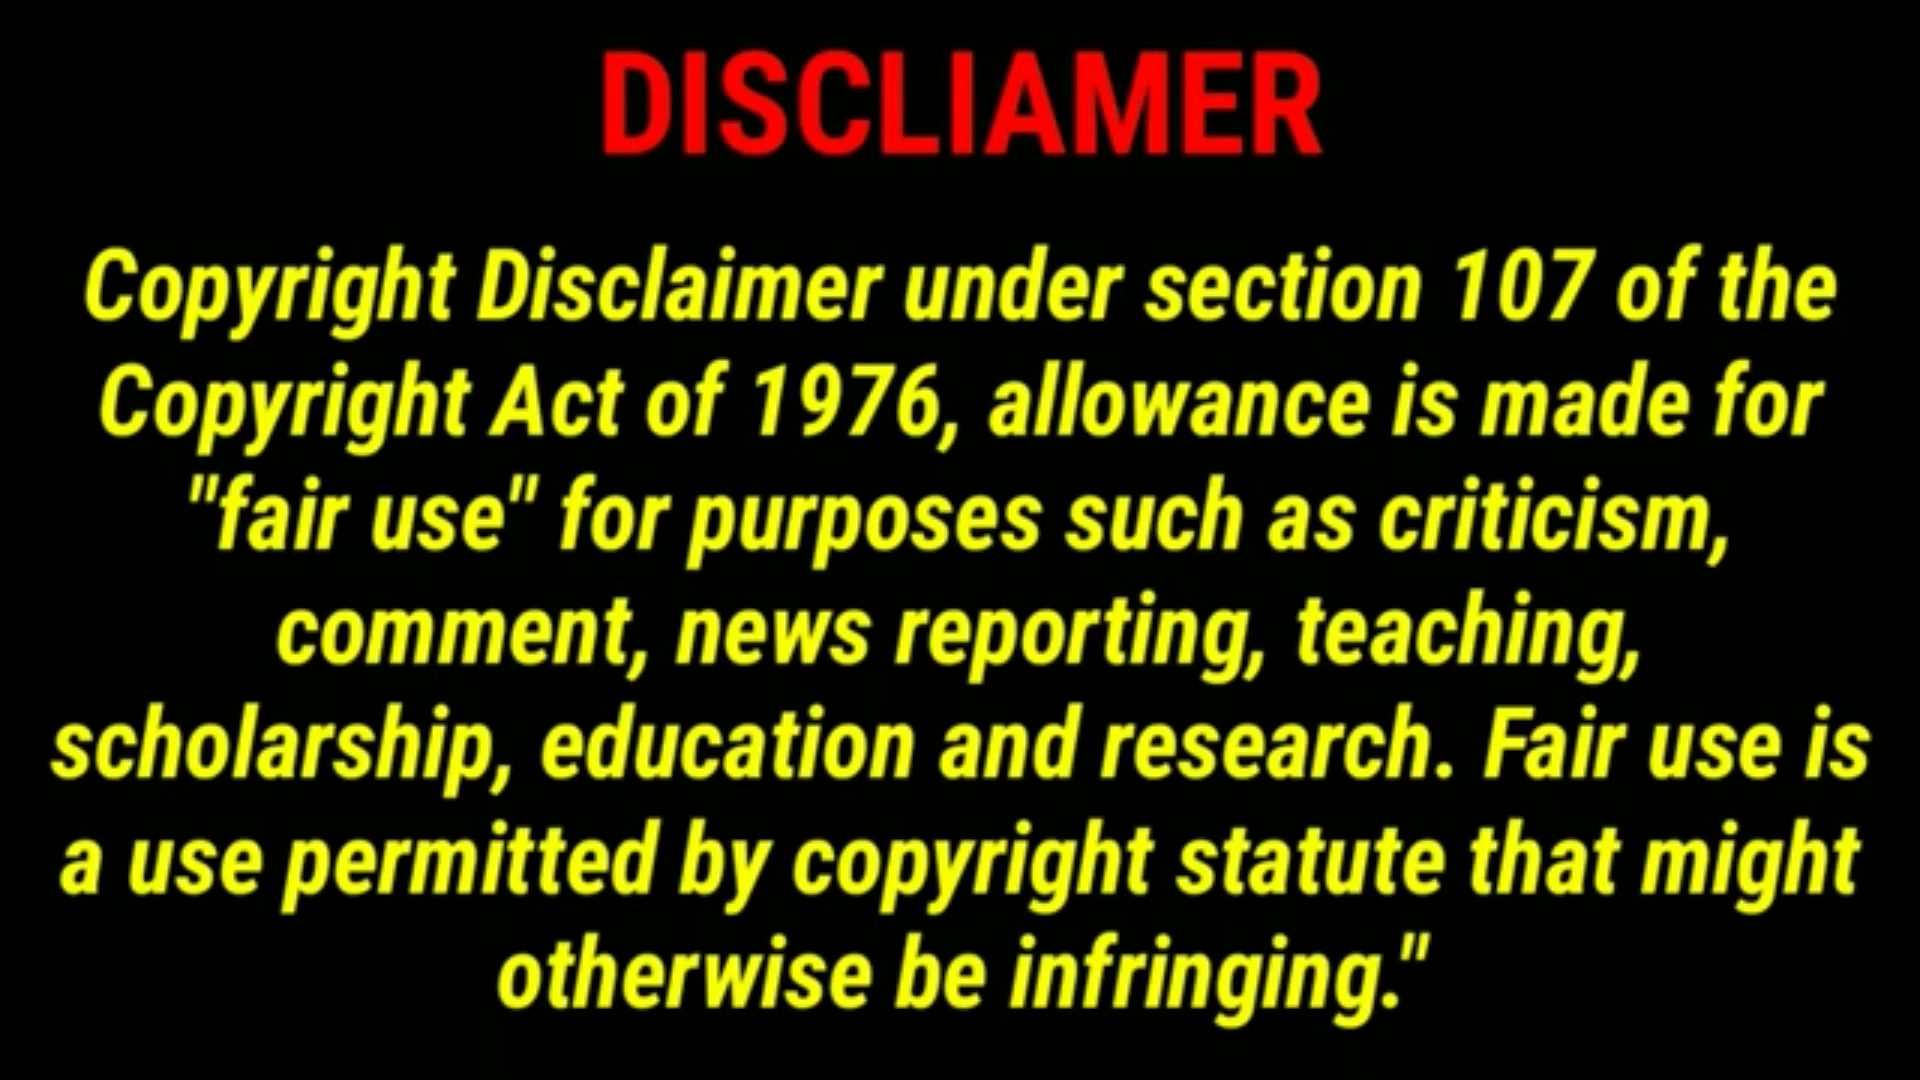 DISCLIAMER
Copyright Disclaimer under section 107 of the
Copyright Act of 1976, allowance is made for
"fair use" for purposes such as criticism,
comment, news reporting, teaching,
scholarship, education and research. Fair use is
a use permitted by copyright statute that might
otherwise be infringing."